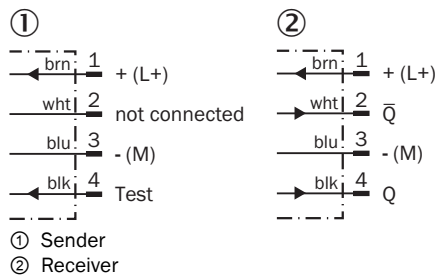 ① ②
brn 1 + (L+)
wht 2 not connected
blu 3 - (M)
blk 4 Test
brn 1 + (L+)
wht 2 Q̅
blu 3 - (M)
blk 4 Q
① Sender
② Receiver